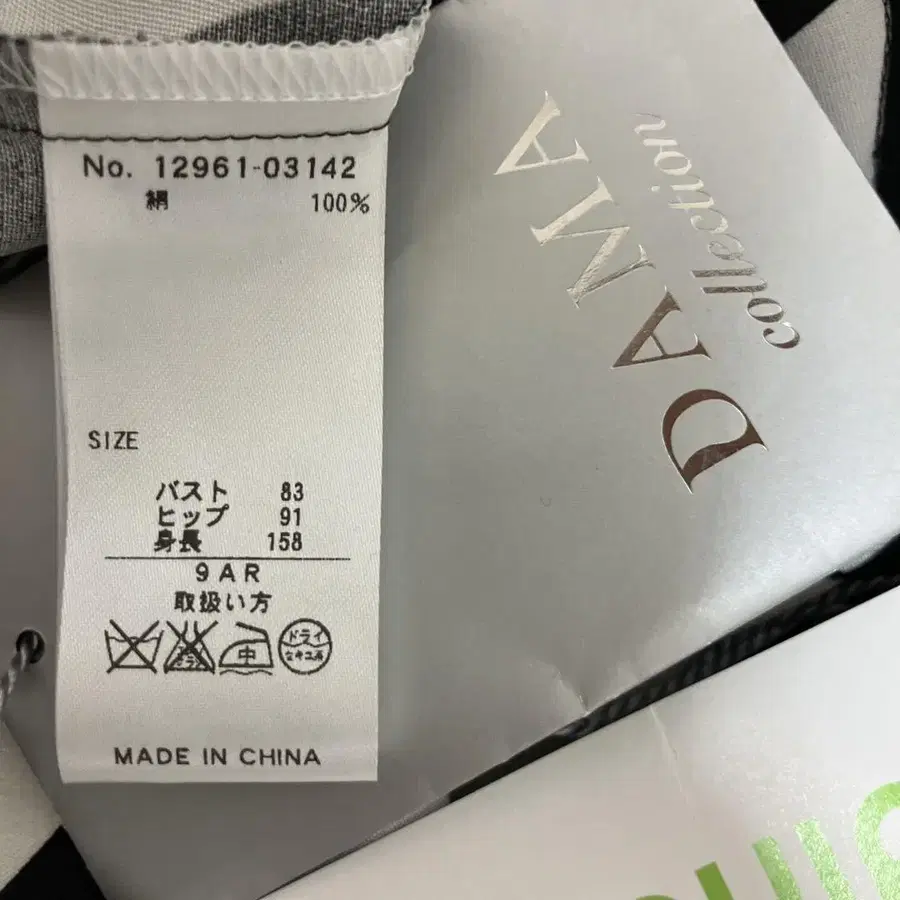 No. 12961-03142
絹 100%
SIZE
バスト 83
ヒップ 91
身長 158
9AR
取扱い方
中
ドライ
セキユ系
MADE IN CHINA
DAMA
collection